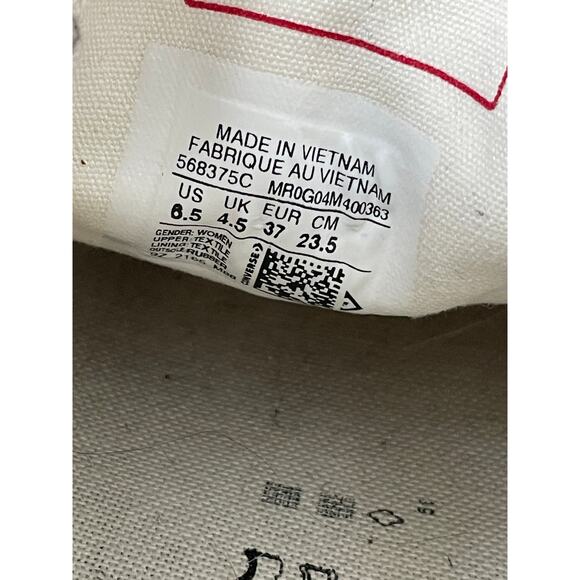 MADE IN VIETNAM
FABRIQUE AU VIETNAM
568375C MR0G04M400363
US UK EUR CM
6.5 4.5 37 23.5
GENDER: WOMEN
UPPER: TEXTILE
LINING: TEXTILE
OUTSOLE: RUBBER
CONVERSE